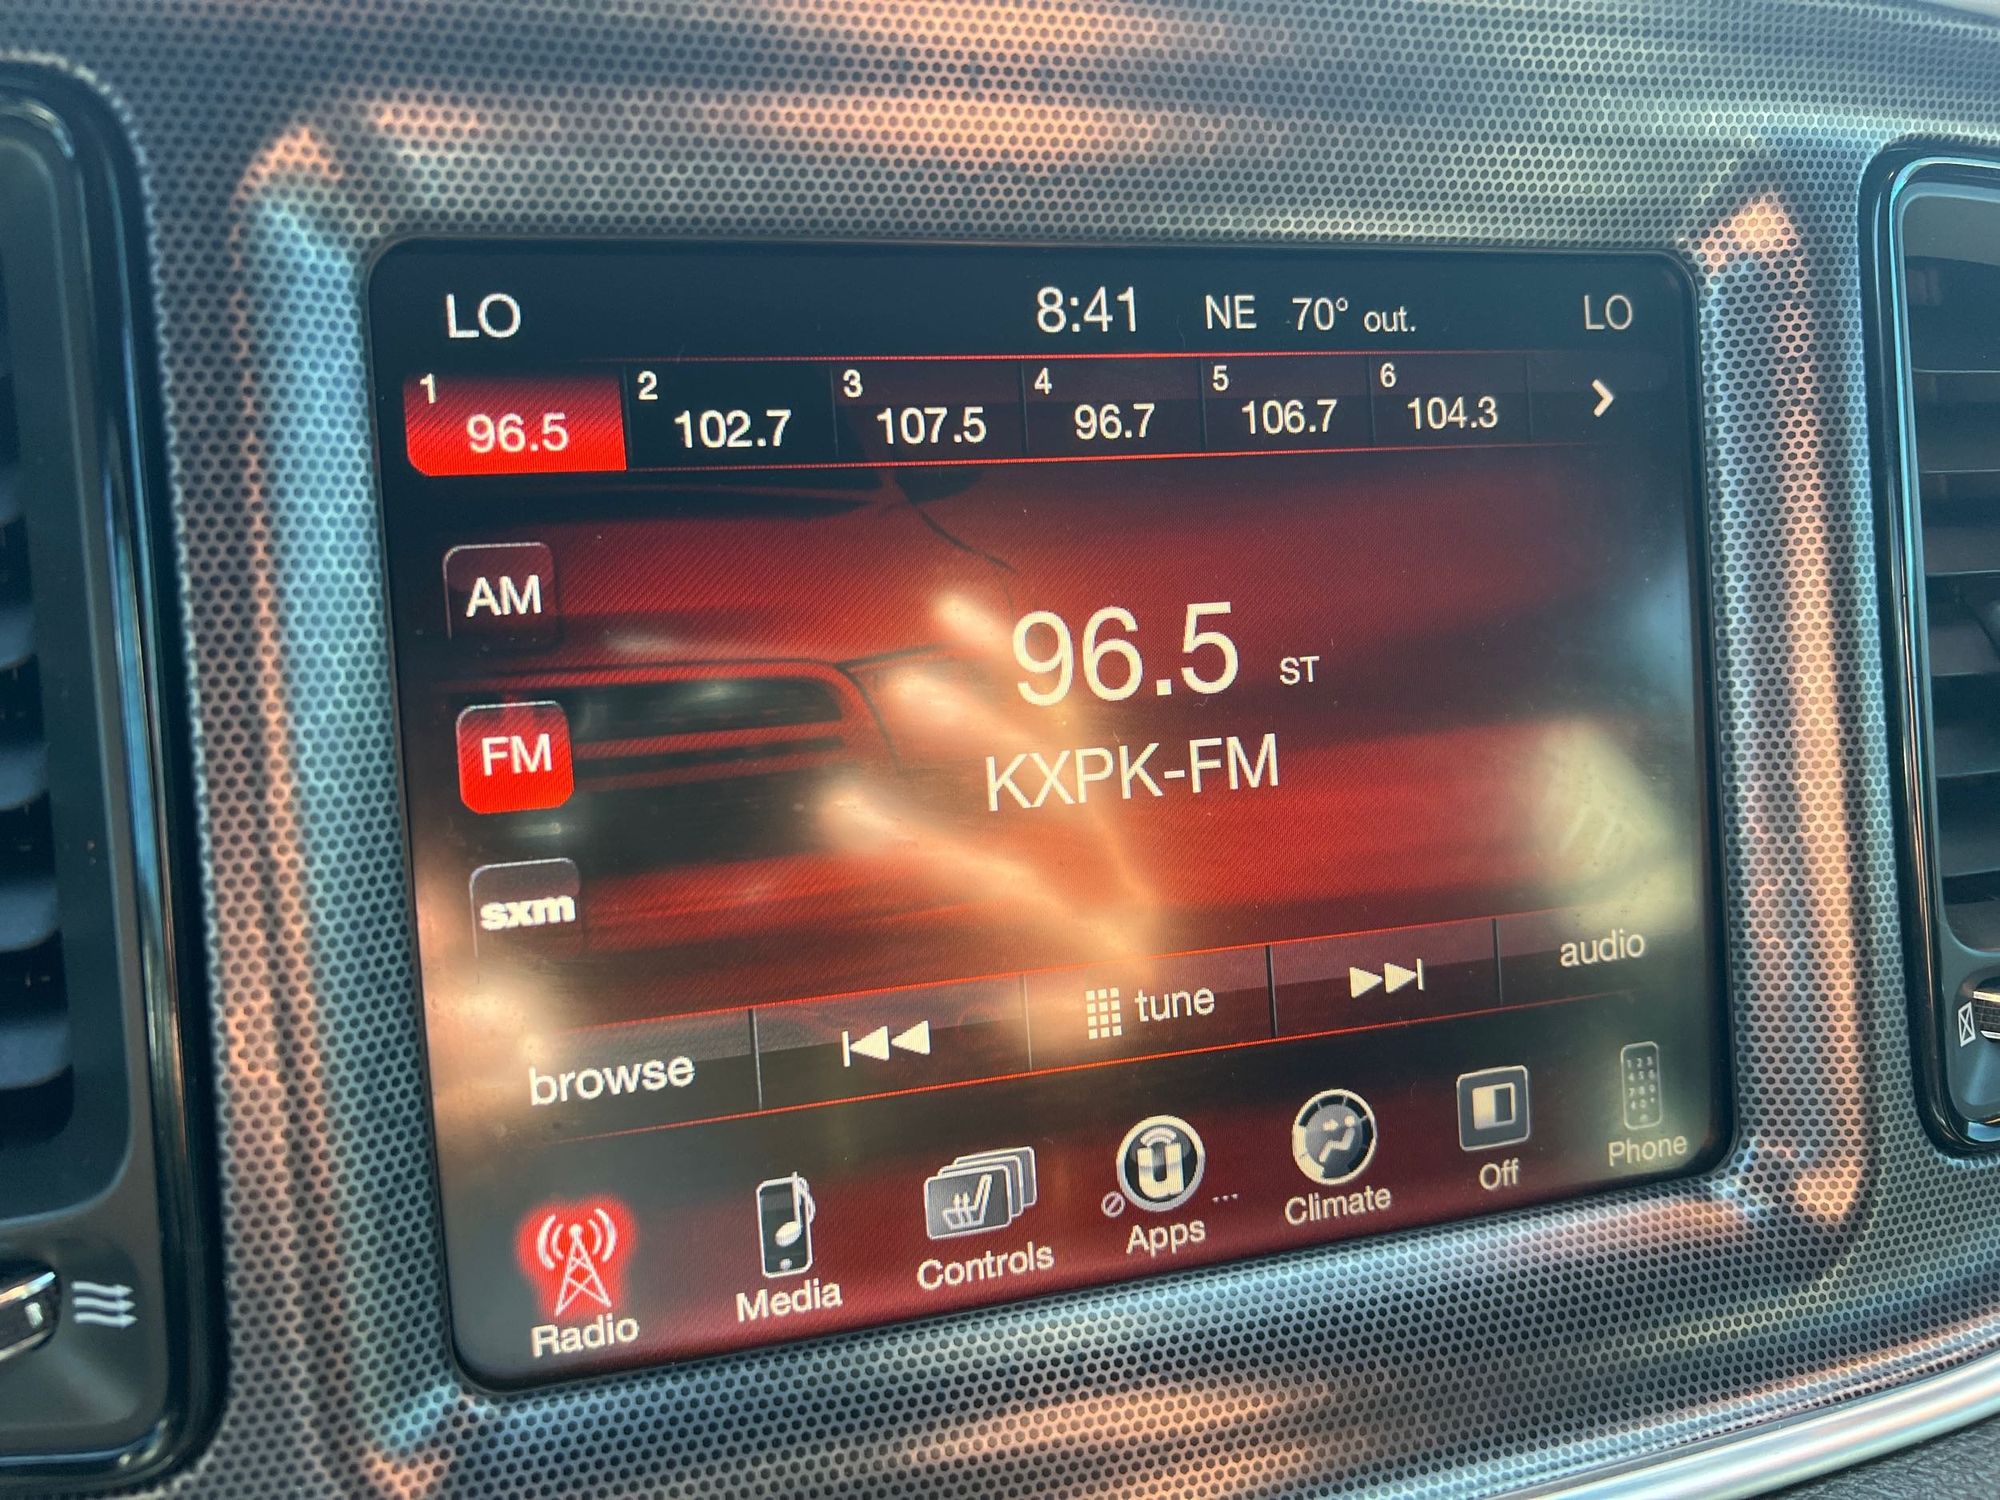 LO 8:41 NE 70° out. LO
1 2 3 4 5 6
96.5 102.7 107.5 96.7 106.7 104.3
AM
96.5 ST
FM
KXPK-FM
sxm
browse tune audio
Radio Media Controls Apps ... Climate Off Phone